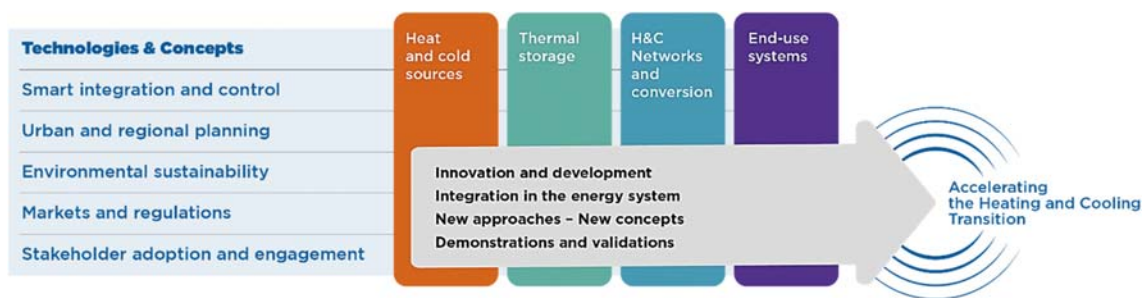 Technologies & Concepts
Smart integration and control
Urban and regional planning
Environmental sustainability
Markets and regulations
Stakeholder adoption and engagement
Heat
and cold
sources
Thermal
storage
H&C
Networks
and
conversion
End-use
systems
Innovation and development
Integration in the energy system
New approaches – New concepts
Demonstrations and validations
Accelerating
the Heating and Cooling
Transition